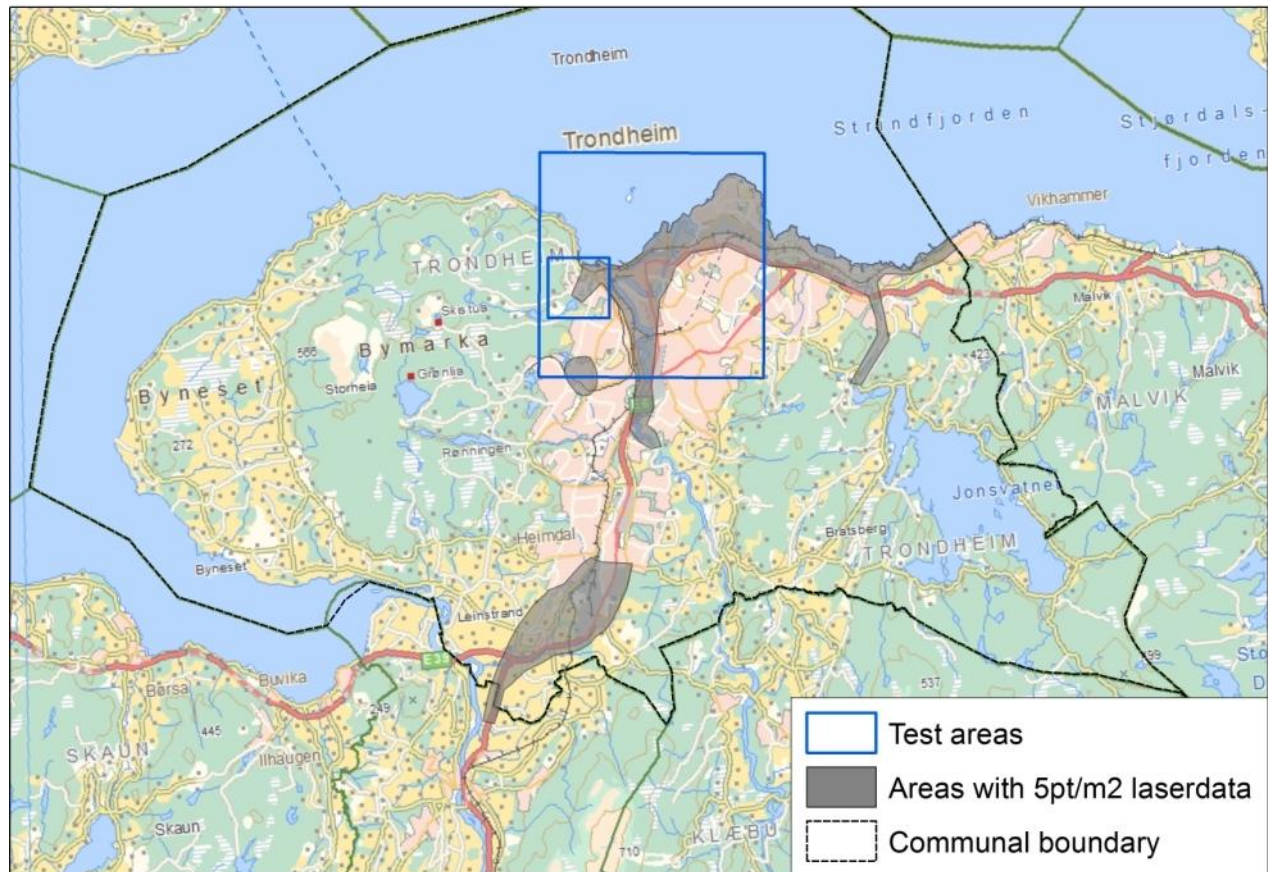 Trondheim
Trondheim
Strindfjorden
Stjørdals-
fjorden
Vikhammer
TRONDHEIM
Skistua
Malvik
Bymarka
566
Grønlia
423
Malvik
Storheia
Byneset
MALVIK
272
Rønningen
Jonsvatnet
Heimdal
Bratsberg
TRONDHEIM
Byneset
Leinstrand
E39
Buvika
Børsa
249
537
445
SKAUN
Ilhaugen
Skaun
KLÆBU
710
Test areas
Areas with 5pt/m2 laserdata
Communal boundary